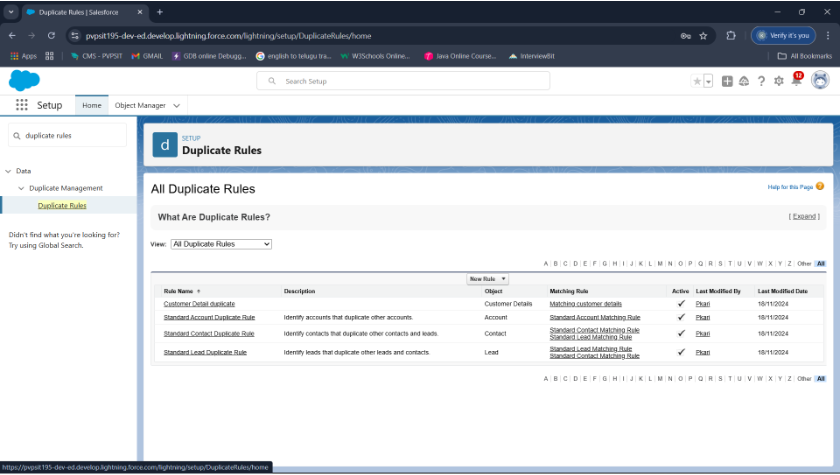 Duplicate Rules | Salesforce
pvpsit195-dev-ed.develop.lightning.force.com/lightning/setup/DuplicateRules/home
Verify it's you
Apps
CMS - PVPSIT
GMAIL
GDB online Debugg...
english to telugu tra...
W3Schools Online...
Java Online Course...
InterviewBit
All Bookmarks
Search Setup
12
Setup
Home
Object Manager
duplicate rules
Data
Duplicate Management
Duplicate Rules
Didn't find what you're looking for?
Try using Global Search.
d
SETUP
Duplicate Rules
All Duplicate Rules
Help for this Page
What Are Duplicate Rules?
[ Expand ]
View: All Duplicate Rules
A | B | C | D | E | F | G | H | I | J | K | L | M | N | O | P | Q | R | S | T | U | V | W | X | Y | Z | Other | All
New Rule
Rule Name Description Object Matching Rule Active Last Modified By Last Modified Date
Customer Detail duplicate Customer Details Matching customer details Pkari 18/11/2024
Standard Account Duplicate Rule Identify accounts that duplicate other accounts. Account Standard Account Matching Rule Pkari 18/11/2024
Standard Contact Duplicate Rule Identify contacts that duplicate other contacts and leads. Contact Standard Contact Matching Rule Pkari 18/11/2024
Standard Lead Matching Rule
Standard Lead Duplicate Rule Identify leads that duplicate other leads and contacts. Lead Standard Lead Matching Rule Pkari 18/11/2024
Standard Contact Matching Rule
A | B | C | D | E | F | G | H | I | J | K | L | M | N | O | P | Q | R | S | T | U | V | W | X | Y | Z | Other | All
https://pvpsit195-dev-ed.develop.lightning.force.com/lightning/setup/DuplicateRules/home